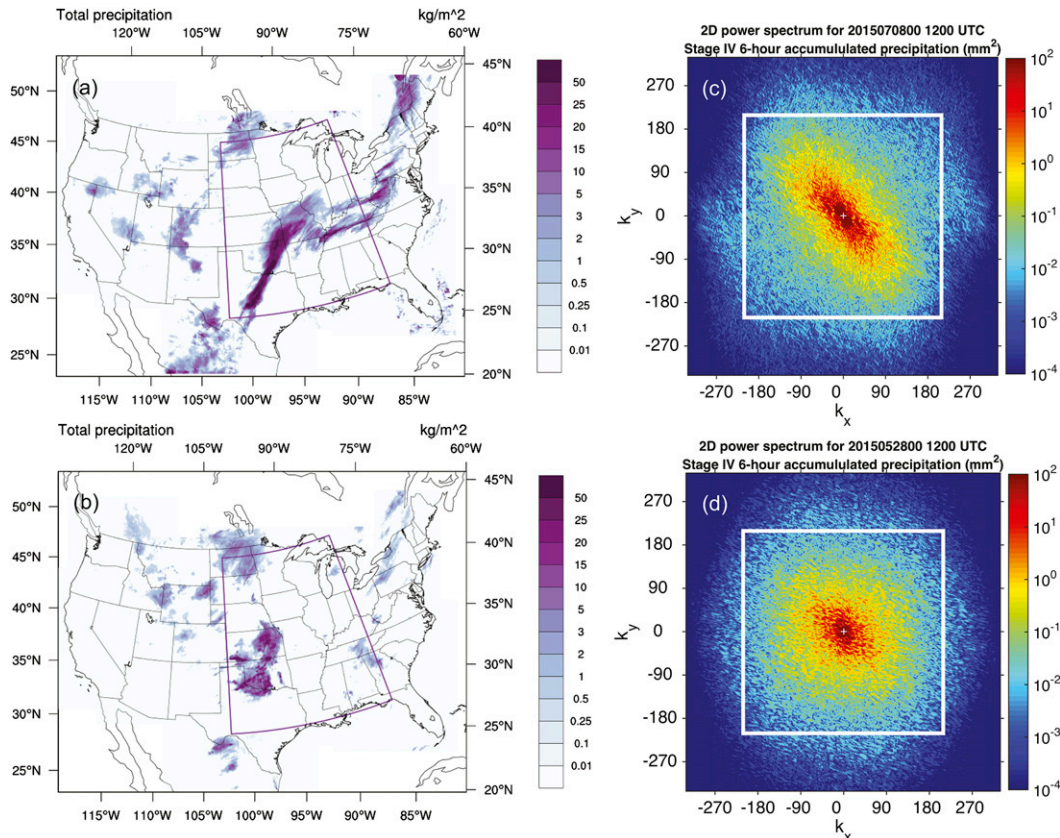 Total precipitation kg/m^2
120°W 90°W 75°W 60°W
(a)
50°N
45°N
40°N
35°N
30°N
25°N
45°N
40°N
35°N
30°N
25°N
20°N
115°W 110°W 105°W 100°W 95°W 90°W 85°W
50
25
20
15
10
5
3
2
1
0.5
0.25
0.1
0.01
2D power spectrum for 2015070800 1200 UTC
Stage IV 6-hour accumululated precipitation (mm²)
(c)
270
180
90
0
-90
-180
-270
k_y
-270 -180 -90 0 90 180 270
k_x
10²
10¹
10⁰
10⁻¹
10⁻²
10⁻³
10⁻⁴
Total precipitation kg/m^2
120°W 90°W 75°W 60°W
(b)
50°N
45°N
40°N
35°N
30°N
25°N
45°N
40°N
35°N
30°N
25°N
20°N
115°W 110°W 105°W 100°W 95°W 90°W 85°W
50
25
20
15
10
5
3
2
1
0.5
0.25
0.1
0.01
2D power spectrum for 2015052800 1200 UTC
Stage IV 6-hour accumululated precipitation (mm²)
(d)
270
180
90
0
-90
-180
-270
k_y
-270 -180 -90 0 90 180 270
k_x
10²
10¹
10⁰
10⁻¹
10⁻²
10⁻³
10⁻⁴